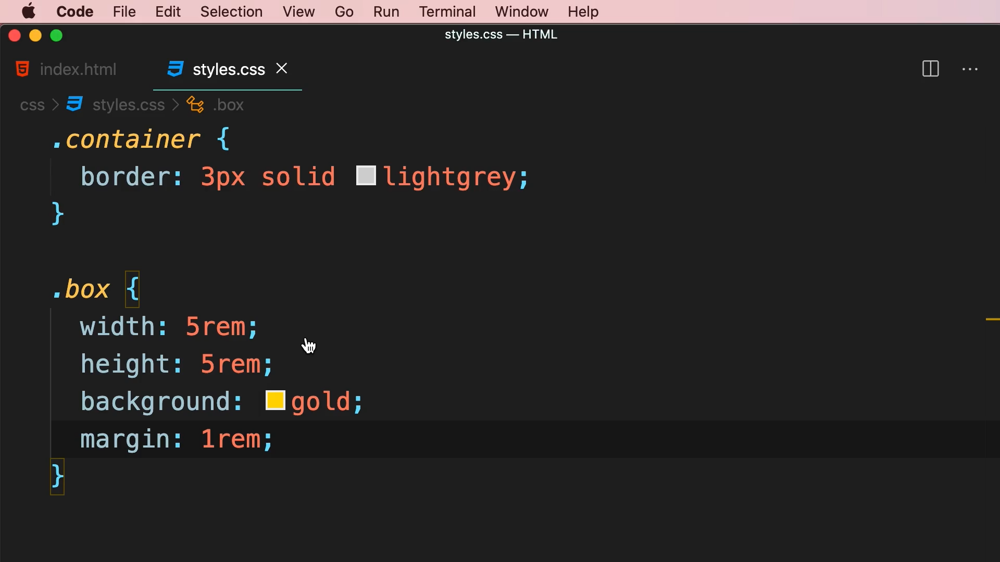 Code File Edit Selection View Go Run Terminal Window Help
styles.css — HTML
index.html styles.css
css > styles.css > .box
.container {
border: 3px solid lightgrey;
}
.box {
width: 5rem;
height: 5rem;
background: gold;
margin: 1rem;
}